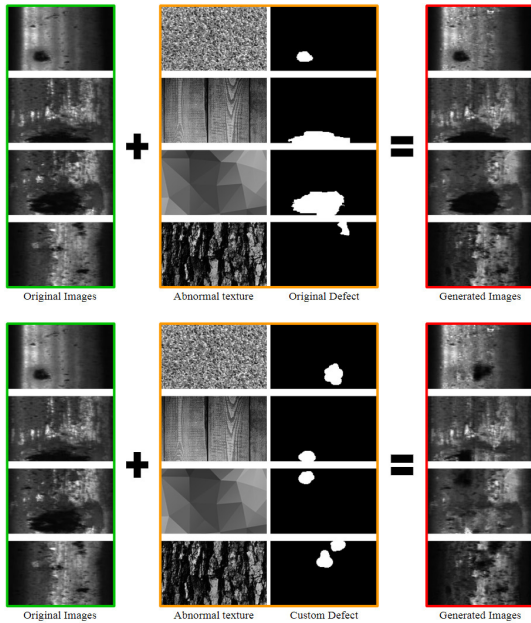 Original Images
Abnormal texture
Original Defect
Generated Images
Original Images
Abnormal texture
Custom Defect
Generated Images